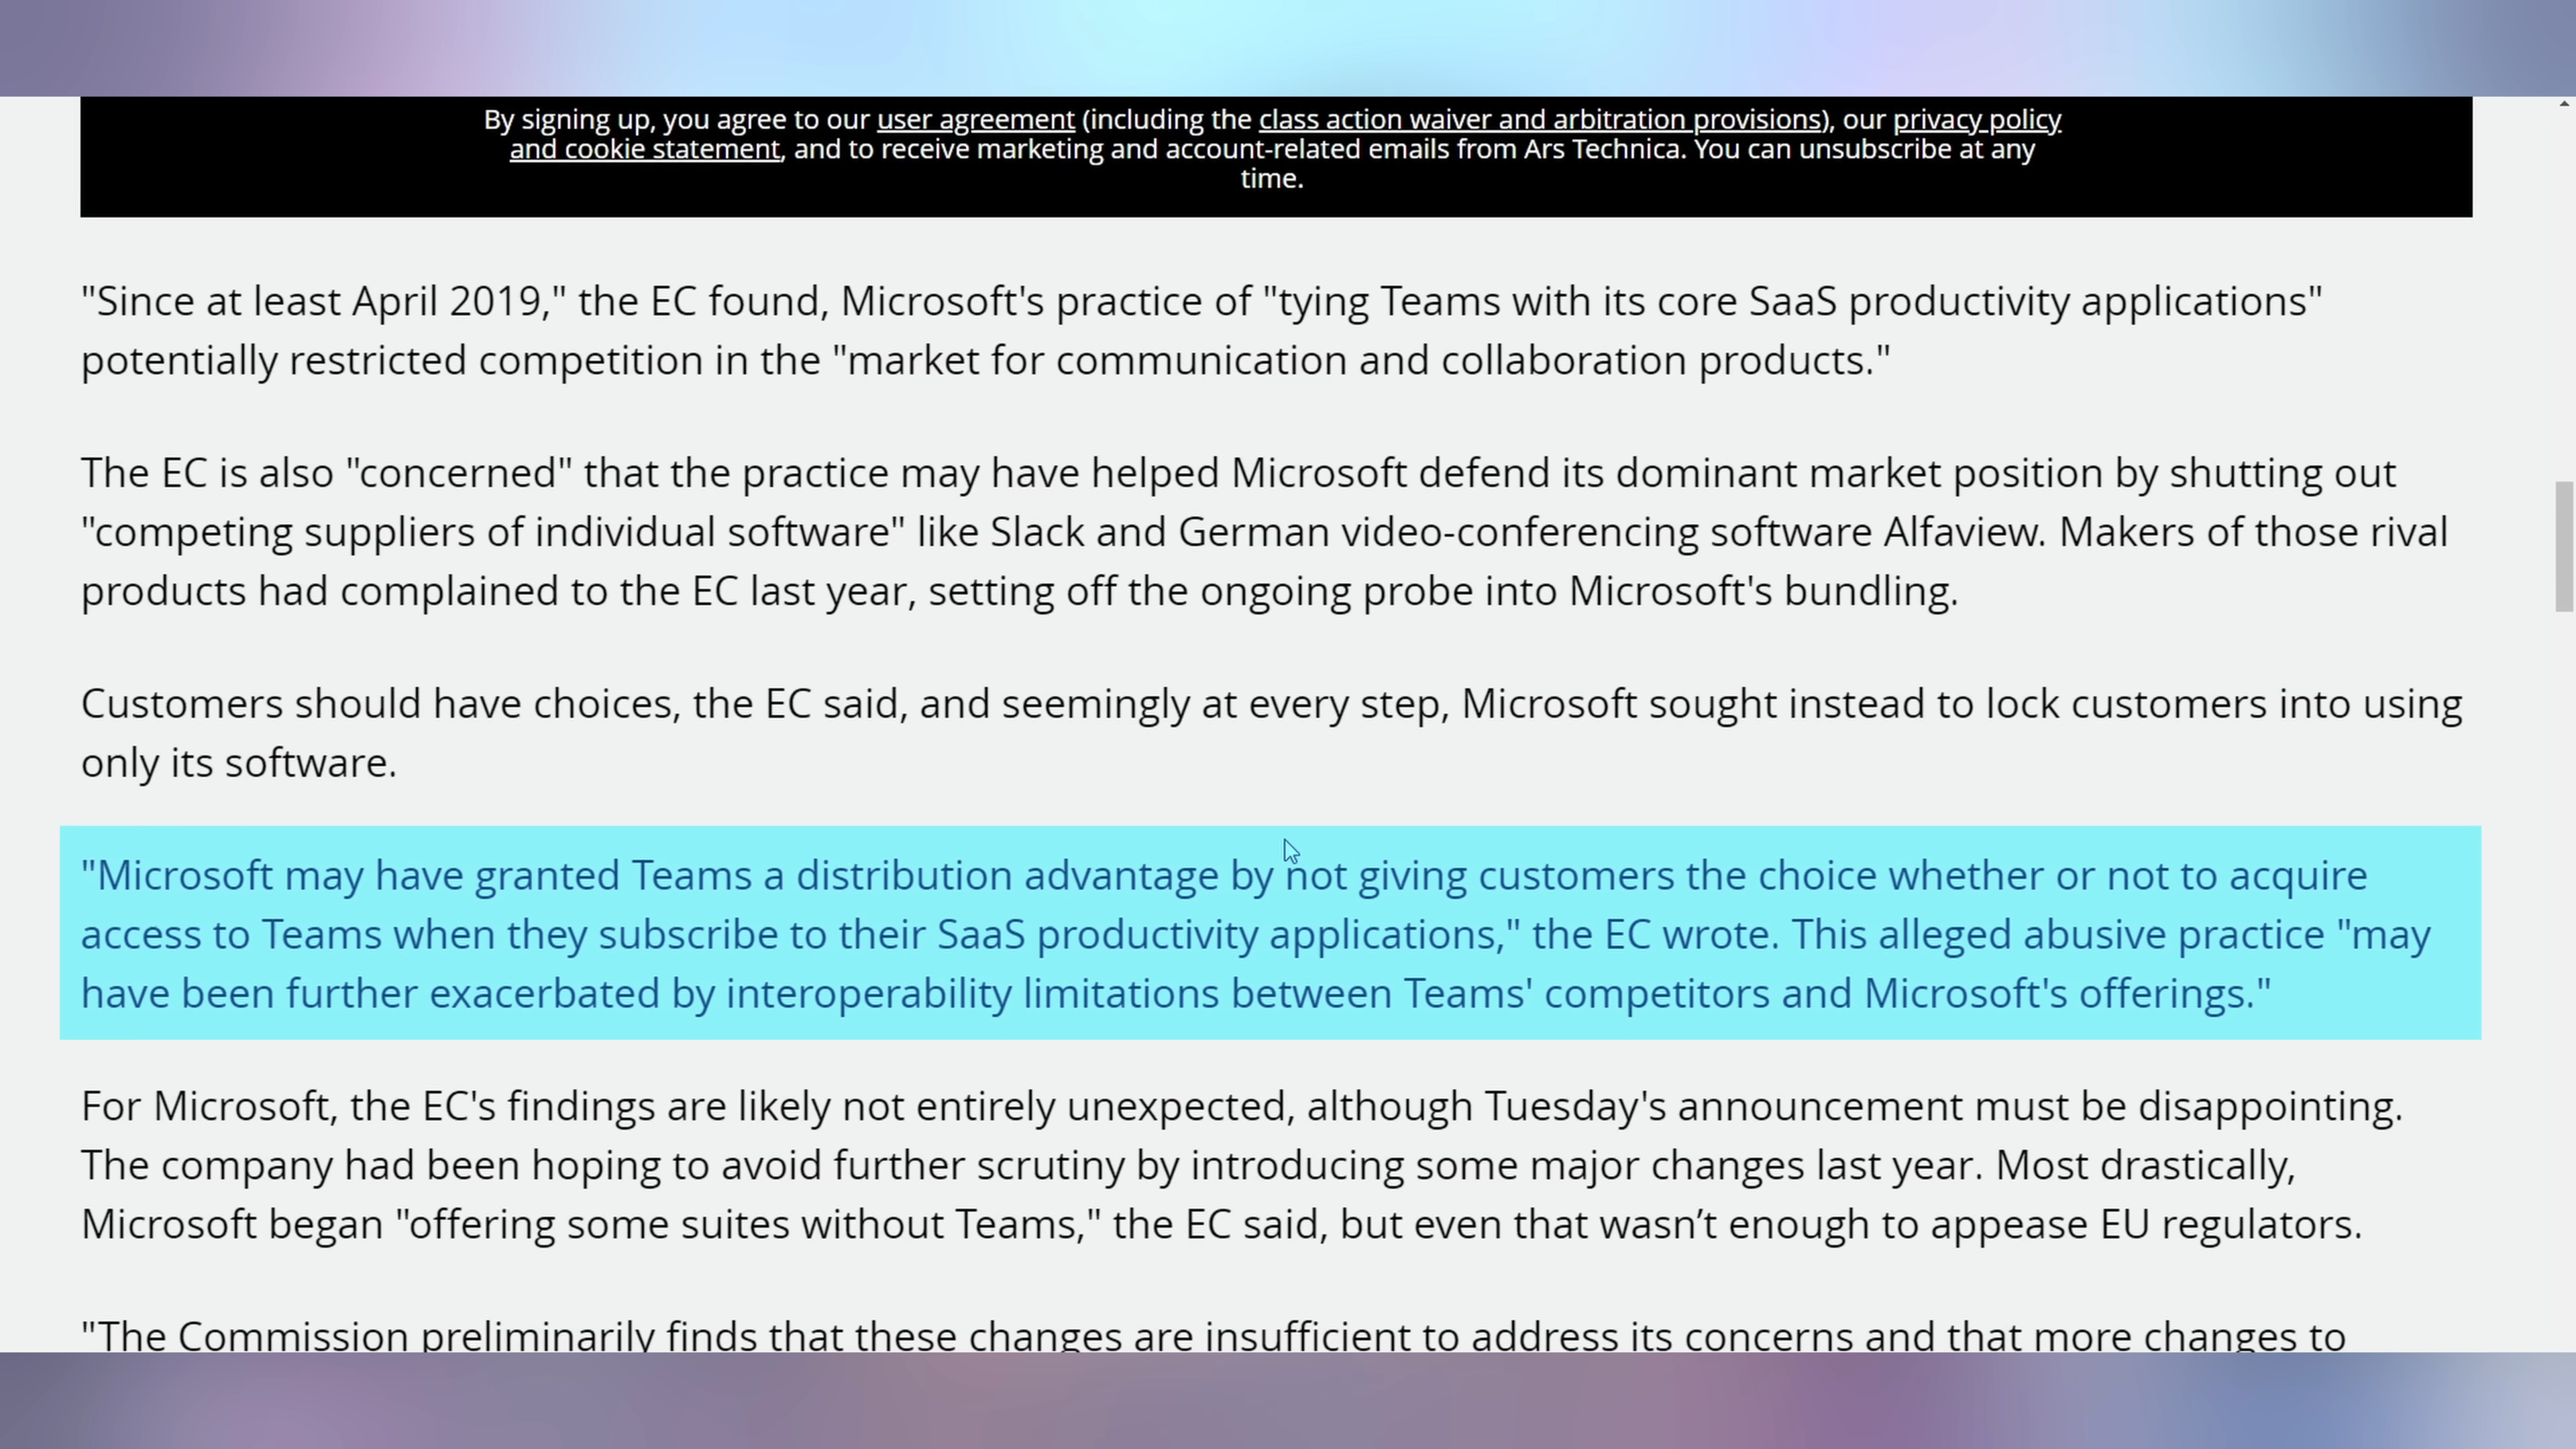 By signing up, you agree to our user agreement (including the class action waiver and arbitration provisions), our privacy policy
and cookie statement, and to receive marketing and account-related emails from Ars Technica. You can unsubscribe at any
time.
"Since at least April 2019," the EC found, Microsoft's practice of "tying Teams with its core SaaS productivity applications"
potentially restricted competition in the "market for communication and collaboration products."
The EC is also "concerned" that the practice may have helped Microsoft defend its dominant market position by shutting out
"competing suppliers of individual software" like Slack and German video-conferencing software Alfaview. Makers of those rival
products had complained to the EC last year, setting off the ongoing probe into Microsoft's bundling.
Customers should have choices, the EC said, and seemingly at every step, Microsoft sought instead to lock customers into using
only its software.
"Microsoft may have granted Teams a distribution advantage by not giving customers the choice whether or not to acquire
access to Teams when they subscribe to their SaaS productivity applications," the EC wrote. This alleged abusive practice "may
have been further exacerbated by interoperability limitations between Teams' competitors and Microsoft's offerings."
For Microsoft, the EC's findings are likely not entirely unexpected, although Tuesday's announcement must be disappointing.
The company had been hoping to avoid further scrutiny by introducing some major changes last year. Most drastically,
Microsoft began "offering some suites without Teams," the EC said, but even that wasn’t enough to appease EU regulators.
"The Commission preliminarily finds that these changes are insufficient to address its concerns and that more changes to